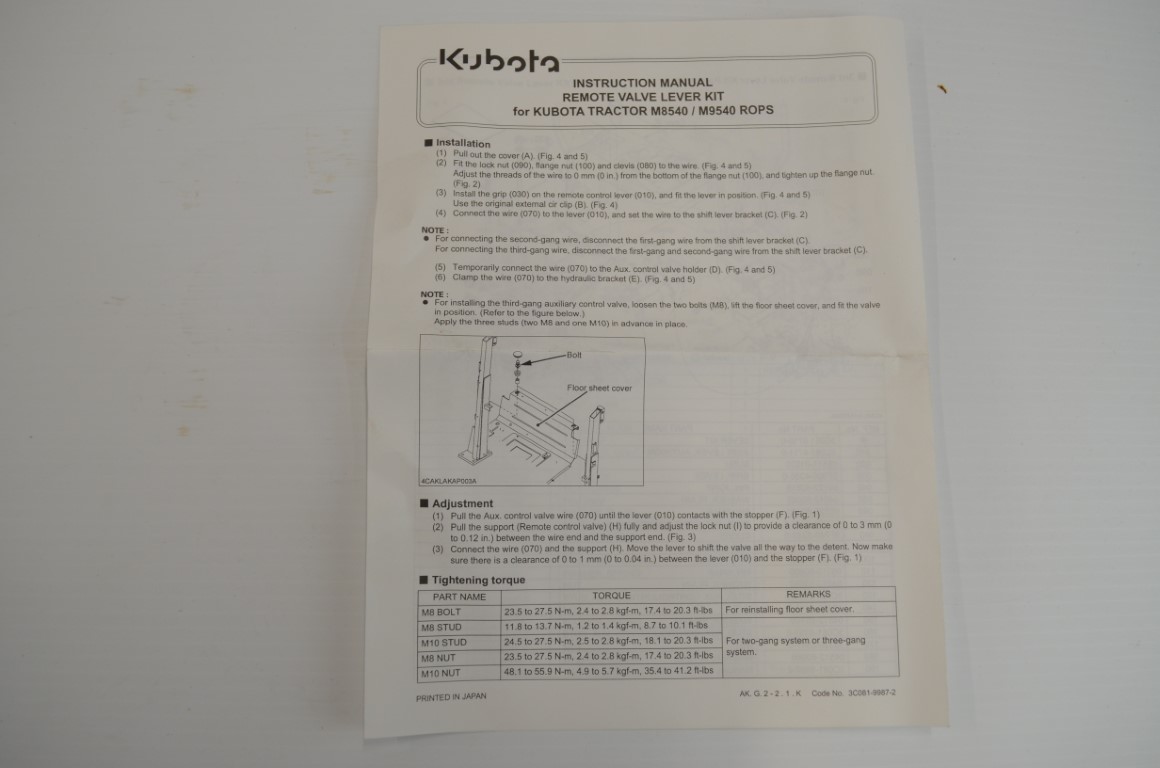 Kubota
INSTRUCTION MANUAL
REMOTE VALVE LEVER KIT
for KUBOTA TRACTOR M8540 / M9540 ROPS
■ Installation
(1) Pull out the cover (A). (Fig. 4 and 5)
(2) Fit the lock nut (090), flange nut (100) and clevis (080) to the wire. (Fig. 4 and 5)
Adjust the threads of the wire to 0 mm (0 in.) from the bottom of the flange nut (100), and tighten up the flange nut.
(Fig. 2)
(3) Install the grip (030) on the remote control lever (010), and fit the lever in position. (Fig. 4 and 5)
Use the original external cir clip (B). (Fig. 4)
(4) Connect the wire (070) to the lever (010), and set the wire to the shift lever bracket (C). (Fig. 2)
NOTE :
● For connecting the second-gang wire, disconnect the first-gang wire from the shift lever bracket (C).
For connecting the third-gang wire, disconnect the first-gang and second-gang wire from the shift lever bracket (C).
(5) Temporarily connect the wire (070) to the Aux. control valve holder (D). (Fig. 4 and 5)
(6) Clamp the wire (070) to the hydraulic bracket (E). (Fig. 4 and 5)
NOTE :
● For installing the third-gang auxiliary control valve, loosen the two bolts (M8), lift the floor sheet cover, and fit the valve
in position. (Refer to the figure below.)
Apply the three studs (two M8 and one M10) in advance in place.
Bolt
Floor sheet cover
4CAKLAKAP003A
■ Adjustment
(1) Pull the Aux. control valve wire (070) until the lever (010) contacts with the stopper (F). (Fig. 1)
(2) Pull the support (Remote control valve) (H) fully and adjust the lock nut (I) to provide a clearance of 0 to 3 mm (0
to 0.12 in.) between the wire end and the support end. (Fig. 3)
(3) Connect the wire (070) and the support (H). Move the lever to shift the valve all the way to the detent. Now make
sure there is a clearance of 0 to 1 mm (0 to 0.04 in.) between the lever (010) and the stopper (F). (Fig. 1)
■ Tightening torque
PART NAME TORQUE REMARKS
M8 BOLT 23.5 to 27.5 N-m, 2.4 to 2.8 kgf-m, 17.4 to 20.3 ft-lbs For reinstalling floor sheet cover.
M8 STUD 11.8 to 13.7 N-m, 1.2 to 1.4 kgf-m, 8.7 to 10.1 ft-lbs
M10 STUD 24.5 to 27.5 N-m, 2.5 to 2.8 kgf-m, 18.1 to 20.3 ft-lbs For two-gang system or three-gang
system.
M8 NUT 23.5 to 27.5 N-m, 2.4 to 2.8 kgf-m, 17.4 to 20.3 ft-lbs
M10 NUT 48.1 to 55.9 N-m, 4.9 to 5.7 kgf-m, 35.4 to 41.2 ft-lbs
PRINTED IN JAPAN
AK. G. 2 - 2 . 1 . K Code No. 3C081-9987-2